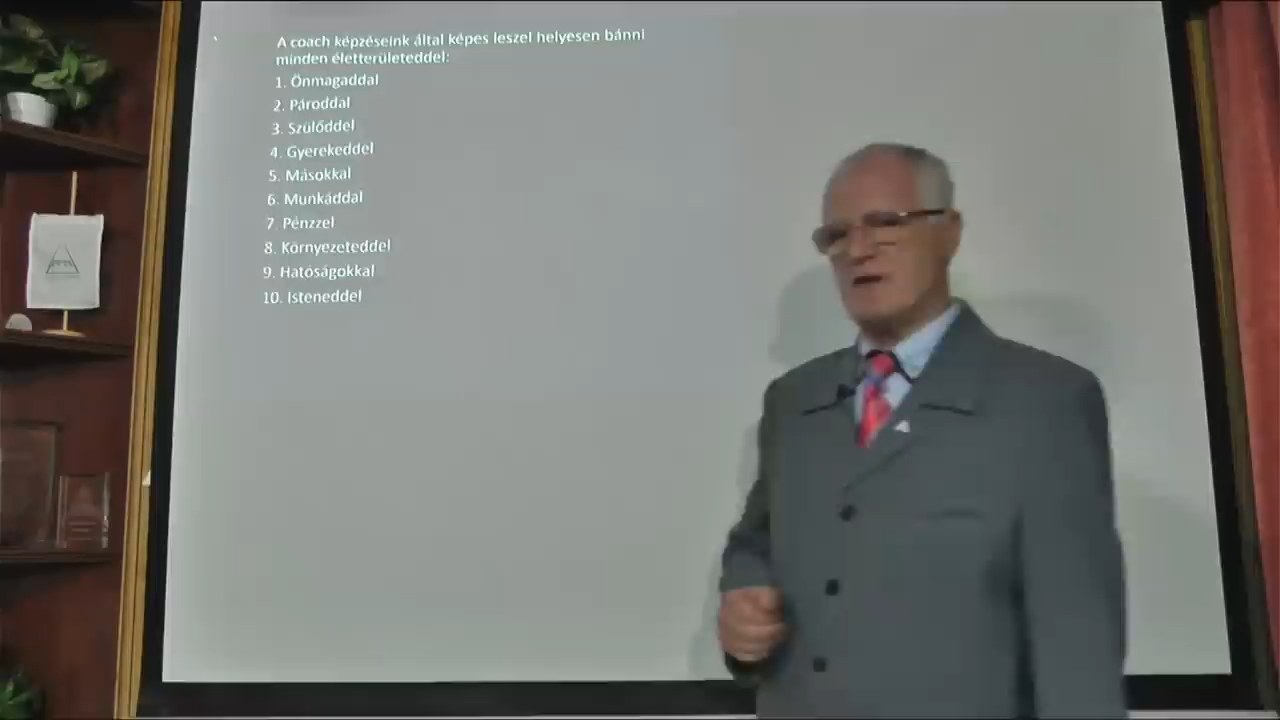 A coach képzéseink által képes leszel helyesen bánni
minden életterületeddel:
1. Önmagaddal
2. Pároddal
3. Szülőddel
4. Gyerekeddel
5. Másokkal
6. Munkáddal
7. Pénzzel
8. Környezeteddel
9. Hatóságokkal
10. Isteneddel